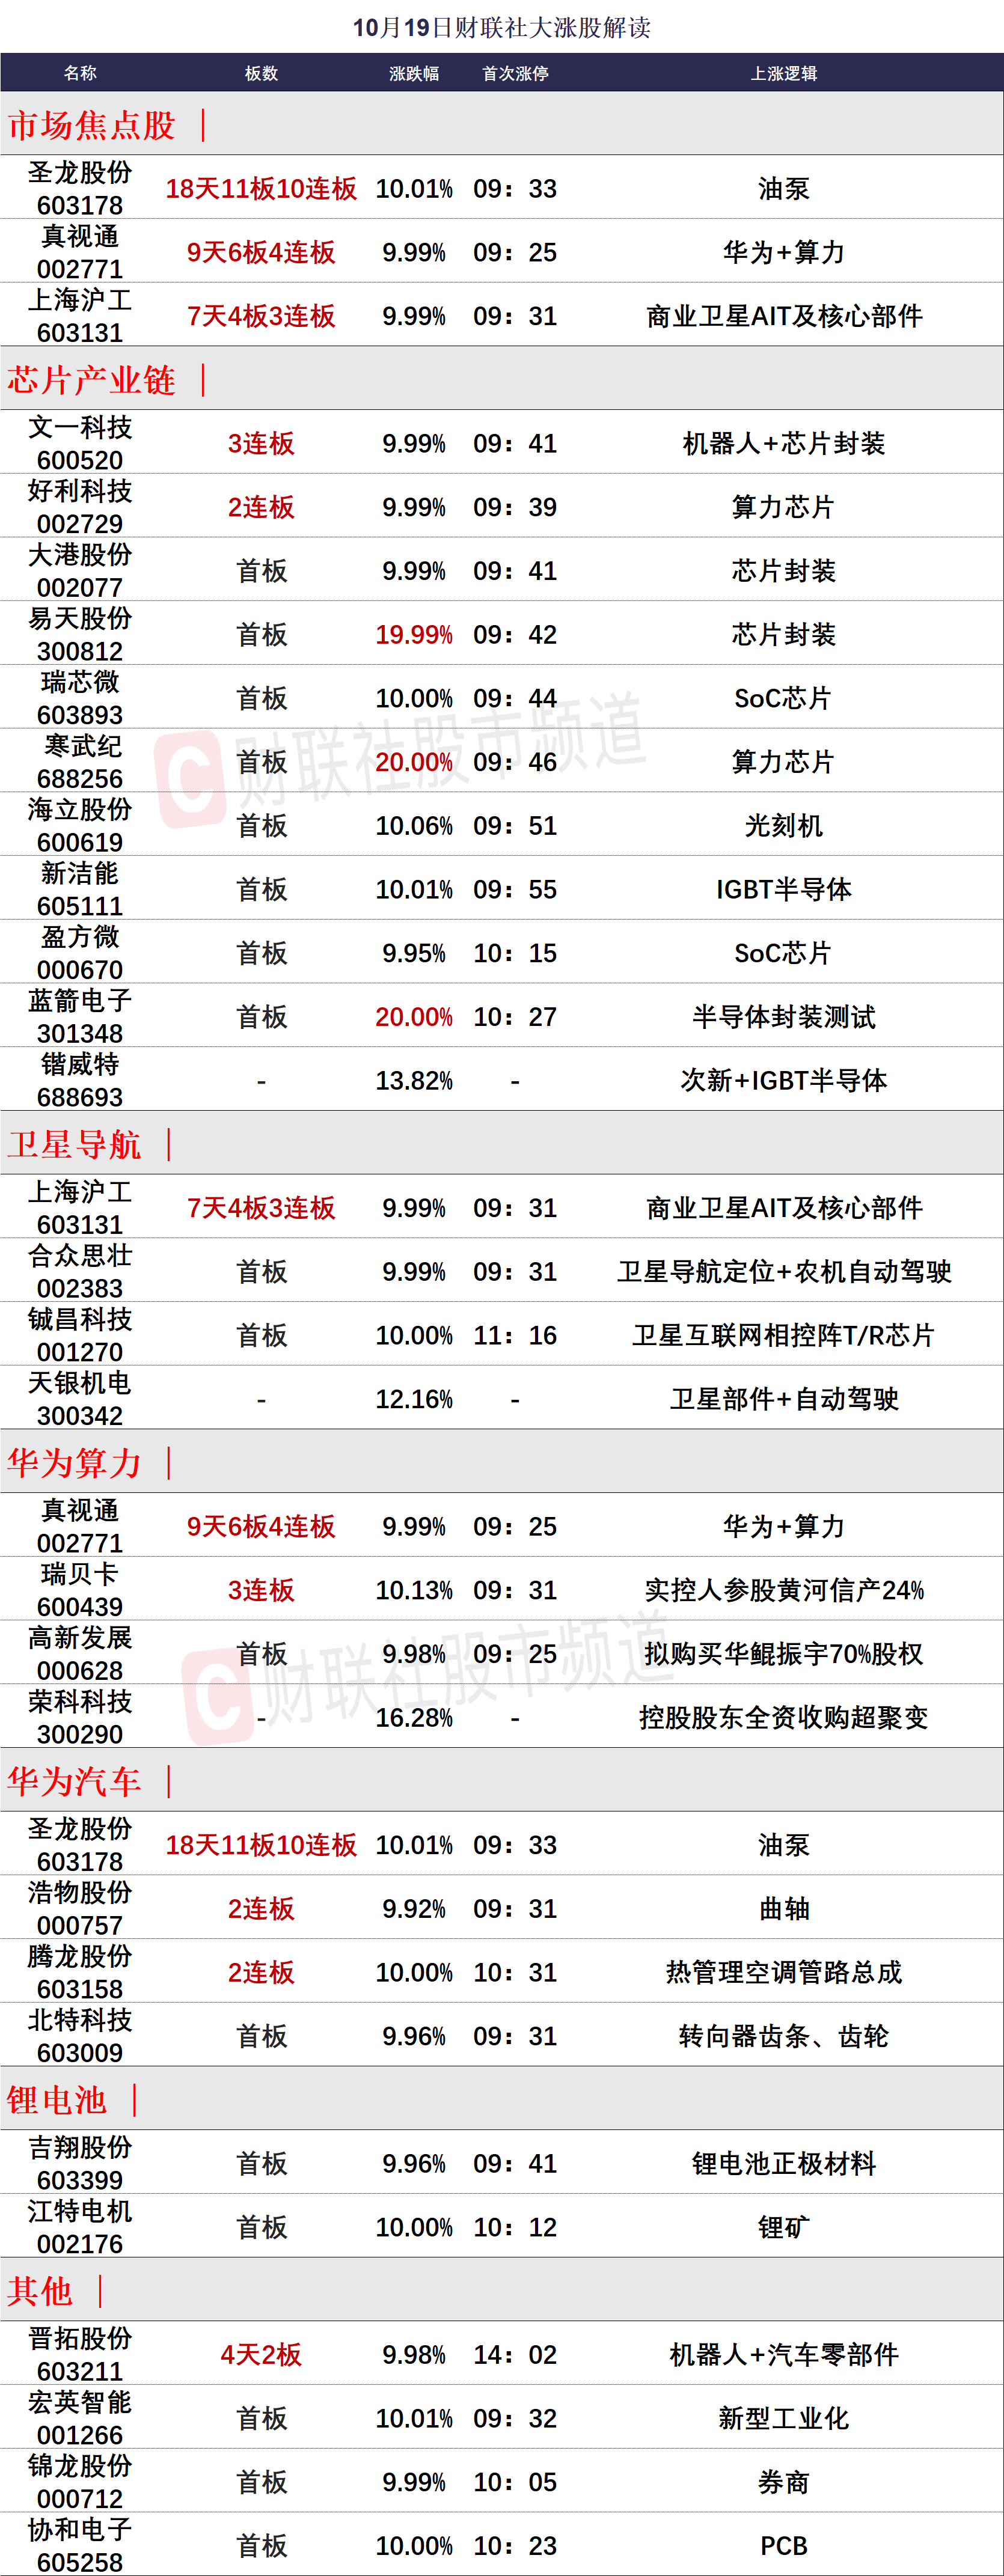 10月19日财联社大涨股解读
名称 板数 涨跌幅 首次涨停 上涨逻辑
市场焦点股 |
圣龙股份
603178 18天11板10连板 10.01% 09：33 油泵
真视通
002771 9天6板4连板 9.99% 09：25 华为+算力
上海沪工
603131 7天4板3连板 9.99% 09：31 商业卫星AIT及核心部件
芯片产业链 |
文一科技
600520 3连板 9.99% 09：41 机器人+芯片封装
好利科技
002729 2连板 9.99% 09：39 算力芯片
大港股份
002077 首板 9.99% 09：41 芯片封装
易天股份
300812 首板 19.99% 09：42 芯片封装
瑞芯微
603893 首板 10.00% 09：44 SoC芯片
寒武纪
688256 首板 20.00% 09：46 算力芯片
财联社股市频道
海立股份
600619 首板 10.06% 09：51 光刻机
新洁能
605111 首板 10.01% 09：55 IGBT半导体
盈方微
000670 首板 9.95% 10：15 SoC芯片
蓝箭电子
301348 首板 20.00% 10：27 半导体封装测试
锴威特
688693 - 13.82% - 次新+IGBT半导体
卫星导航 |
上海沪工
603131 7天4板3连板 9.99% 09：31 商业卫星AIT及核心部件
合众思壮
002383 首板 9.99% 09：31 卫星导航定位+农机自动驾驶
铖昌科技
001270 首板 10.00% 11：16 卫星互联网相控阵T/R芯片
天银机电
300342 - 12.16% - 卫星部件+自动驾驶
华为算力 |
真视通
002771 9天6板4连板 9.99% 09：25 华为+算力
瑞贝卡
600439 3连板 10.13% 09：31 实控人参股黄河信产24%
高新发展
000628 首板 9.98% 09：25 拟购买华鲲振宇70%股权
财联社股市频道
荣科科技
300290 - 16.28% - 控股股东全资收购超聚变
华为汽车 |
圣龙股份
603178 18天11板10连板 10.01% 09：33 油泵
浩物股份
000757 2连板 9.92% 09：31 曲轴
腾龙股份
603158 2连板 10.00% 10：31 热管理空调管路总成
北特科技
603009 首板 9.96% 09：31 转向器齿条、齿轮
锂电池 |
吉翔股份
603399 首板 9.96% 09：41 锂电池正极材料
江特电机
002176 首板 10.00% 10：12 锂矿
其他 |
晋拓股份
603211 4天2板 9.98% 14：02 机器人+汽车零部件
宏英智能
001266 首板 10.01% 09：32 新型工业化
锦龙股份
000712 首板 9.99% 10：05 券商
协和电子
605258 首板 10.00% 10：23 PCB